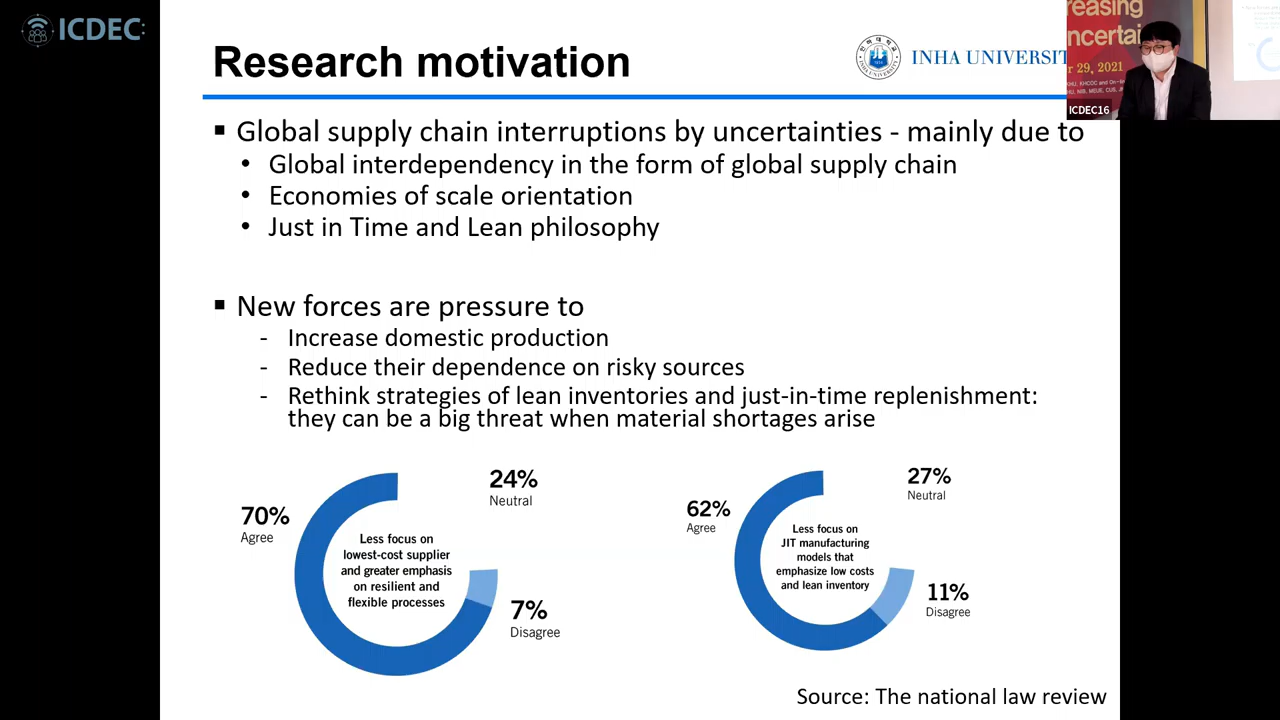 ICDEC
Research motivation
INHA UNIVERSIT
reasing
ncertai
r 29, 2021
ICDEC16
▪ Global supply chain interruptions by uncertainties - mainly due to
• Global interdependency in the form of global supply chain
• Economies of scale orientation
• Just in Time and Lean philosophy
▪ New forces are pressure to
- Increase domestic production
- Reduce their dependence on risky sources
- Rethink strategies of lean inventories and just-in-time replenishment:
they can be a big threat when material shortages arise
70%
Agree
24%
Neutral
Less focus on
lowest-cost supplier
and greater emphasis
on resilient and
flexible processes
7%
Disagree
62%
Agree
27%
Neutral
Less focus on
JIT manufacturing
models that
emphasize low costs
and lean inventory
11%
Disagree
Source: The national law review